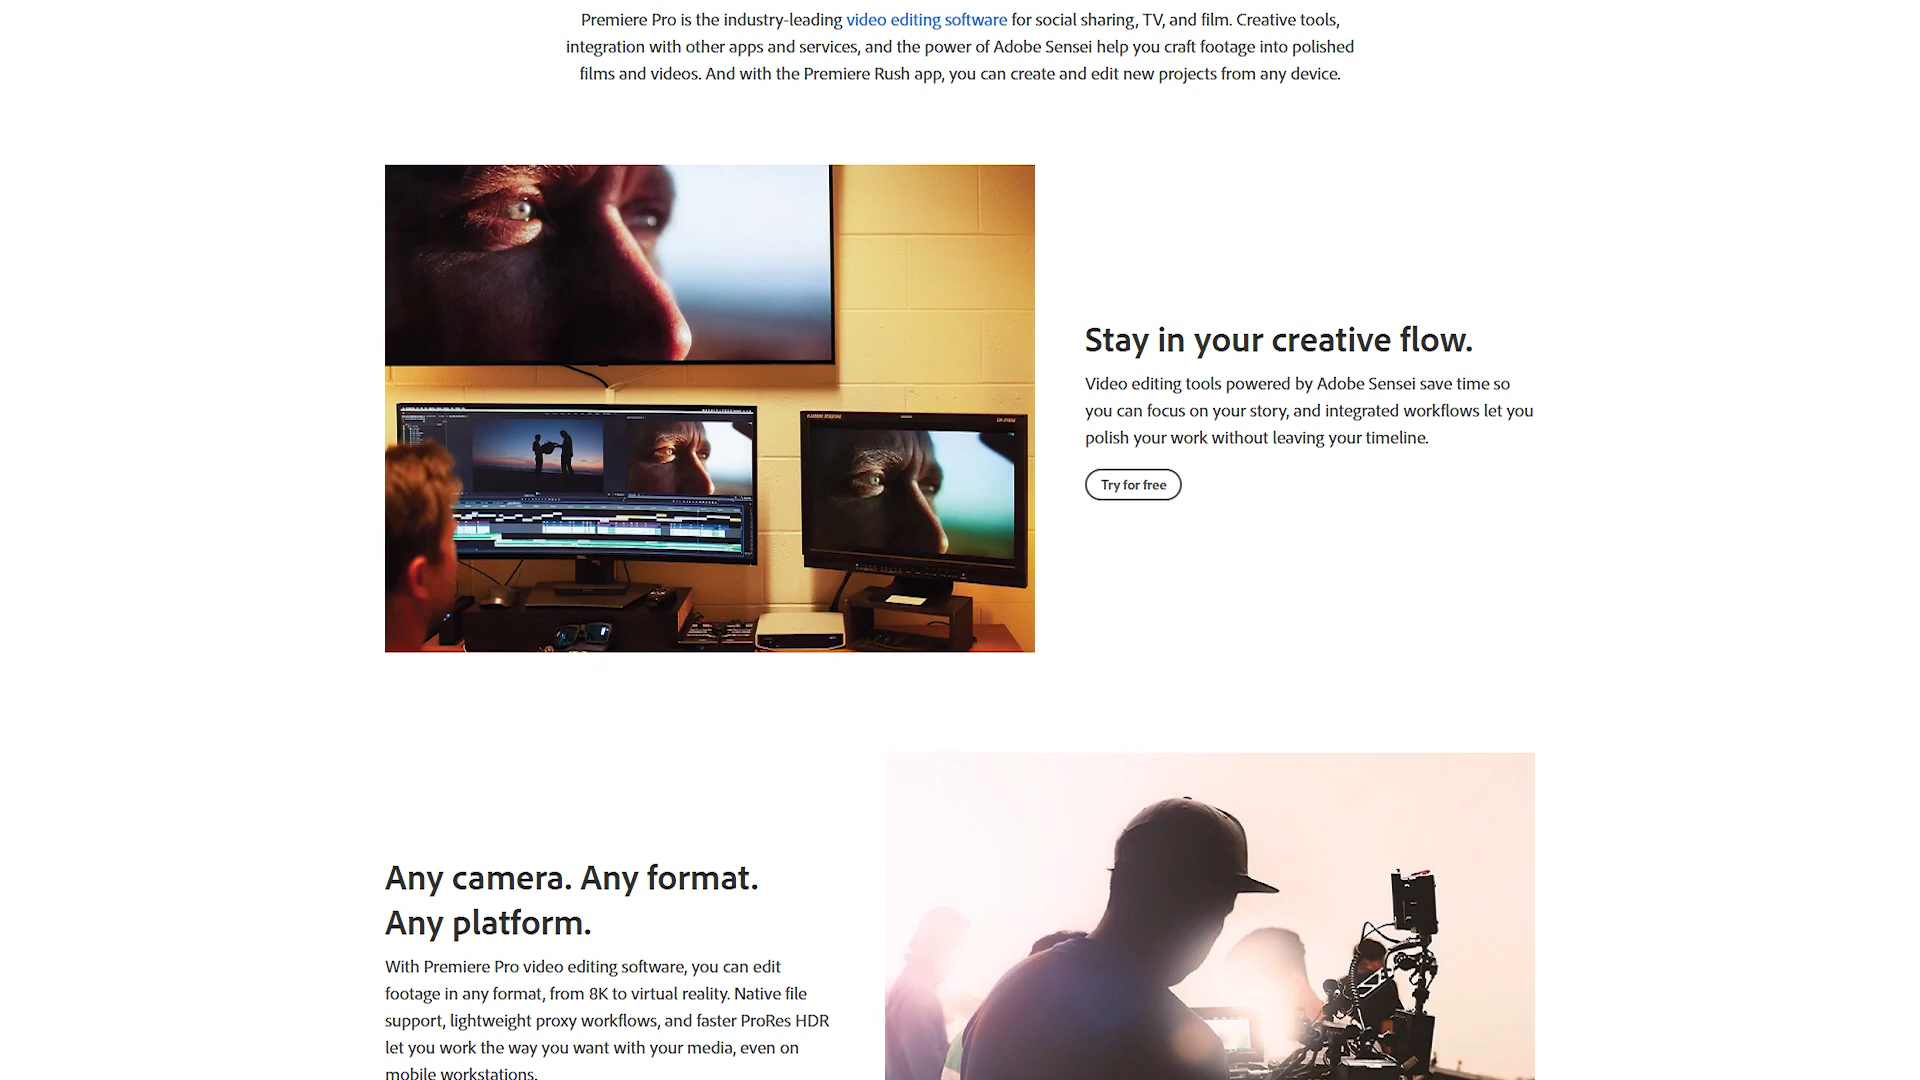 Premiere Pro is the industry-leading video editing software for social sharing, TV, and film. Creative tools,
integration with other apps and services, and the power of Adobe Sensei help you craft footage into polished
films and videos. And with the Premiere Rush app, you can create and edit new projects from any device.
Stay in your creative flow.
Video editing tools powered by Adobe Sensei save time so
you can focus on your story, and integrated workflows let you
polish your work without leaving your timeline.
Try for free
Any camera. Any format.
Any platform.
With Premiere Pro video editing software, you can edit
footage in any format, from 8K to virtual reality. Native file
support, lightweight proxy workflows, and faster ProRes HDR
let you work the way you want with your media, even on
mobile workstations.